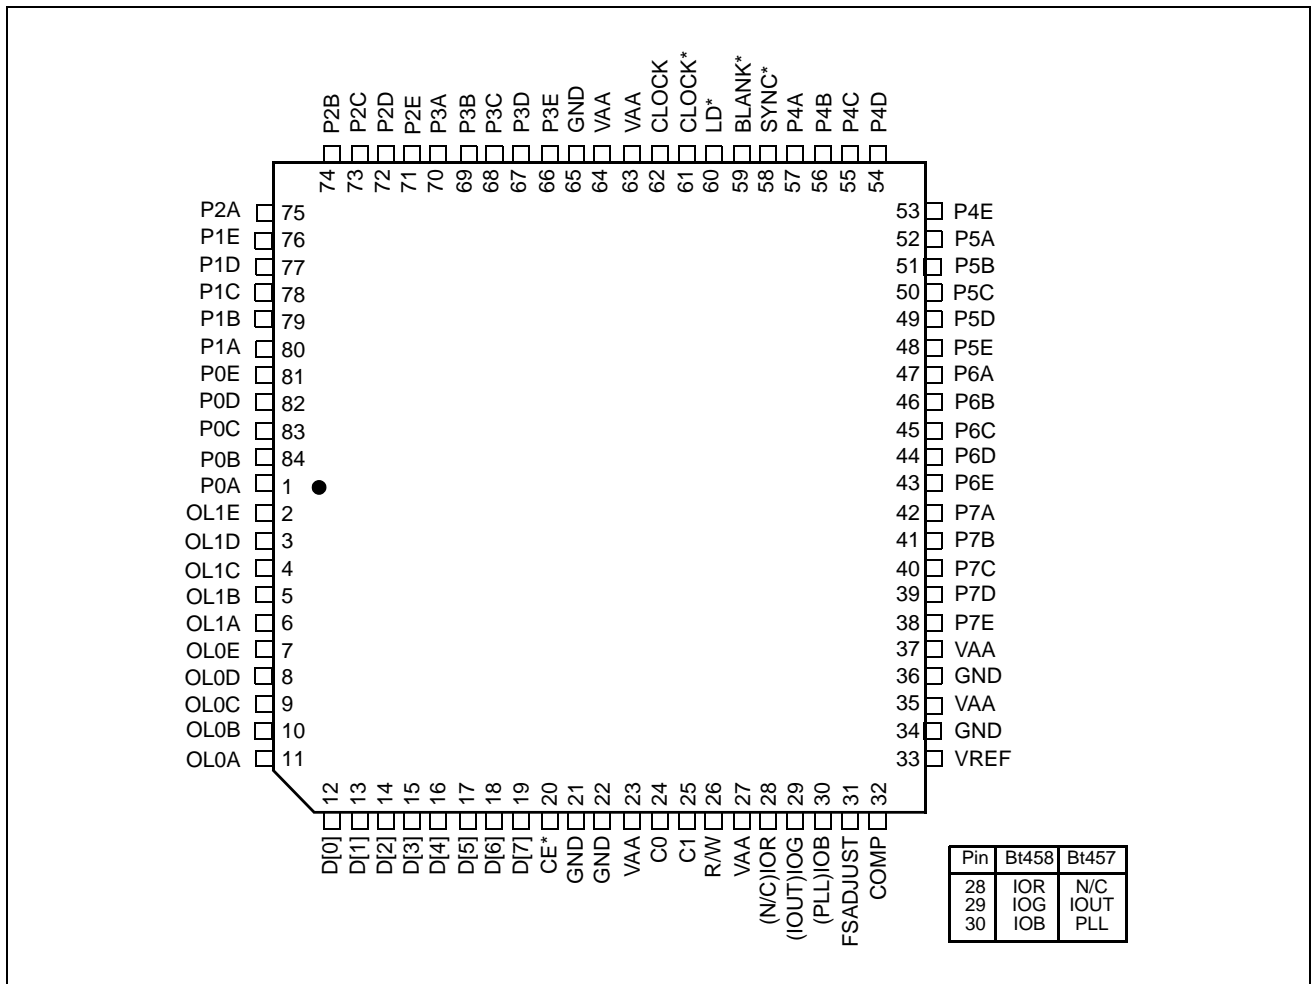 P2B
P2C
P2D
P2E
P3A
P3B
P3C
P3D
P3E
GND
VAA
VAA
CLOCK
CLOCK*
LD*
BLANK*
SYNC*
P4A
P4B
P4C
P4D
74
73
72
71
70
69
68
67
66
65
64
63
62
61
60
59
58
57
56
55
54
P2A 75
P1E 76
P1D 77
P1C 78
P1B 79
P1A 80
P0E 81
P0D 82
P0C 83
P0B 84
P0A 1
OL1E 2
OL1D 3
OL1C 4
OL1B 5
OL1A 6
OL0E 7
OL0D 8
OL0C 9
OL0B 10
OL0A 11
53 P4E
52 P5A
51 P5B
50 P5C
49 P5D
48 P5E
47 P6A
46 P6B
45 P6C
44 P6D
43 P6E
42 P7A
41 P7B
40 P7C
39 P7D
38 P7E
37 VAA
36 GND
35 VAA
34 GND
33 VREF
12
13
14
15
16
17
18
19
20
21
22
23
24
25
26
27
28
29
30
31
32
D[0]
D[1]
D[2]
D[3]
D[4]
D[5]
D[6]
D[7]
CE*
GND
GND
VAA
C0
C1
R/W
VAA
(N/C)IOR
(IOUT)IOG
(PLL)IOB
FSADJUST
COMP
Pin Bt458 Bt457
28 IOR N/C
29 IOG IOUT
30 IOB PLL